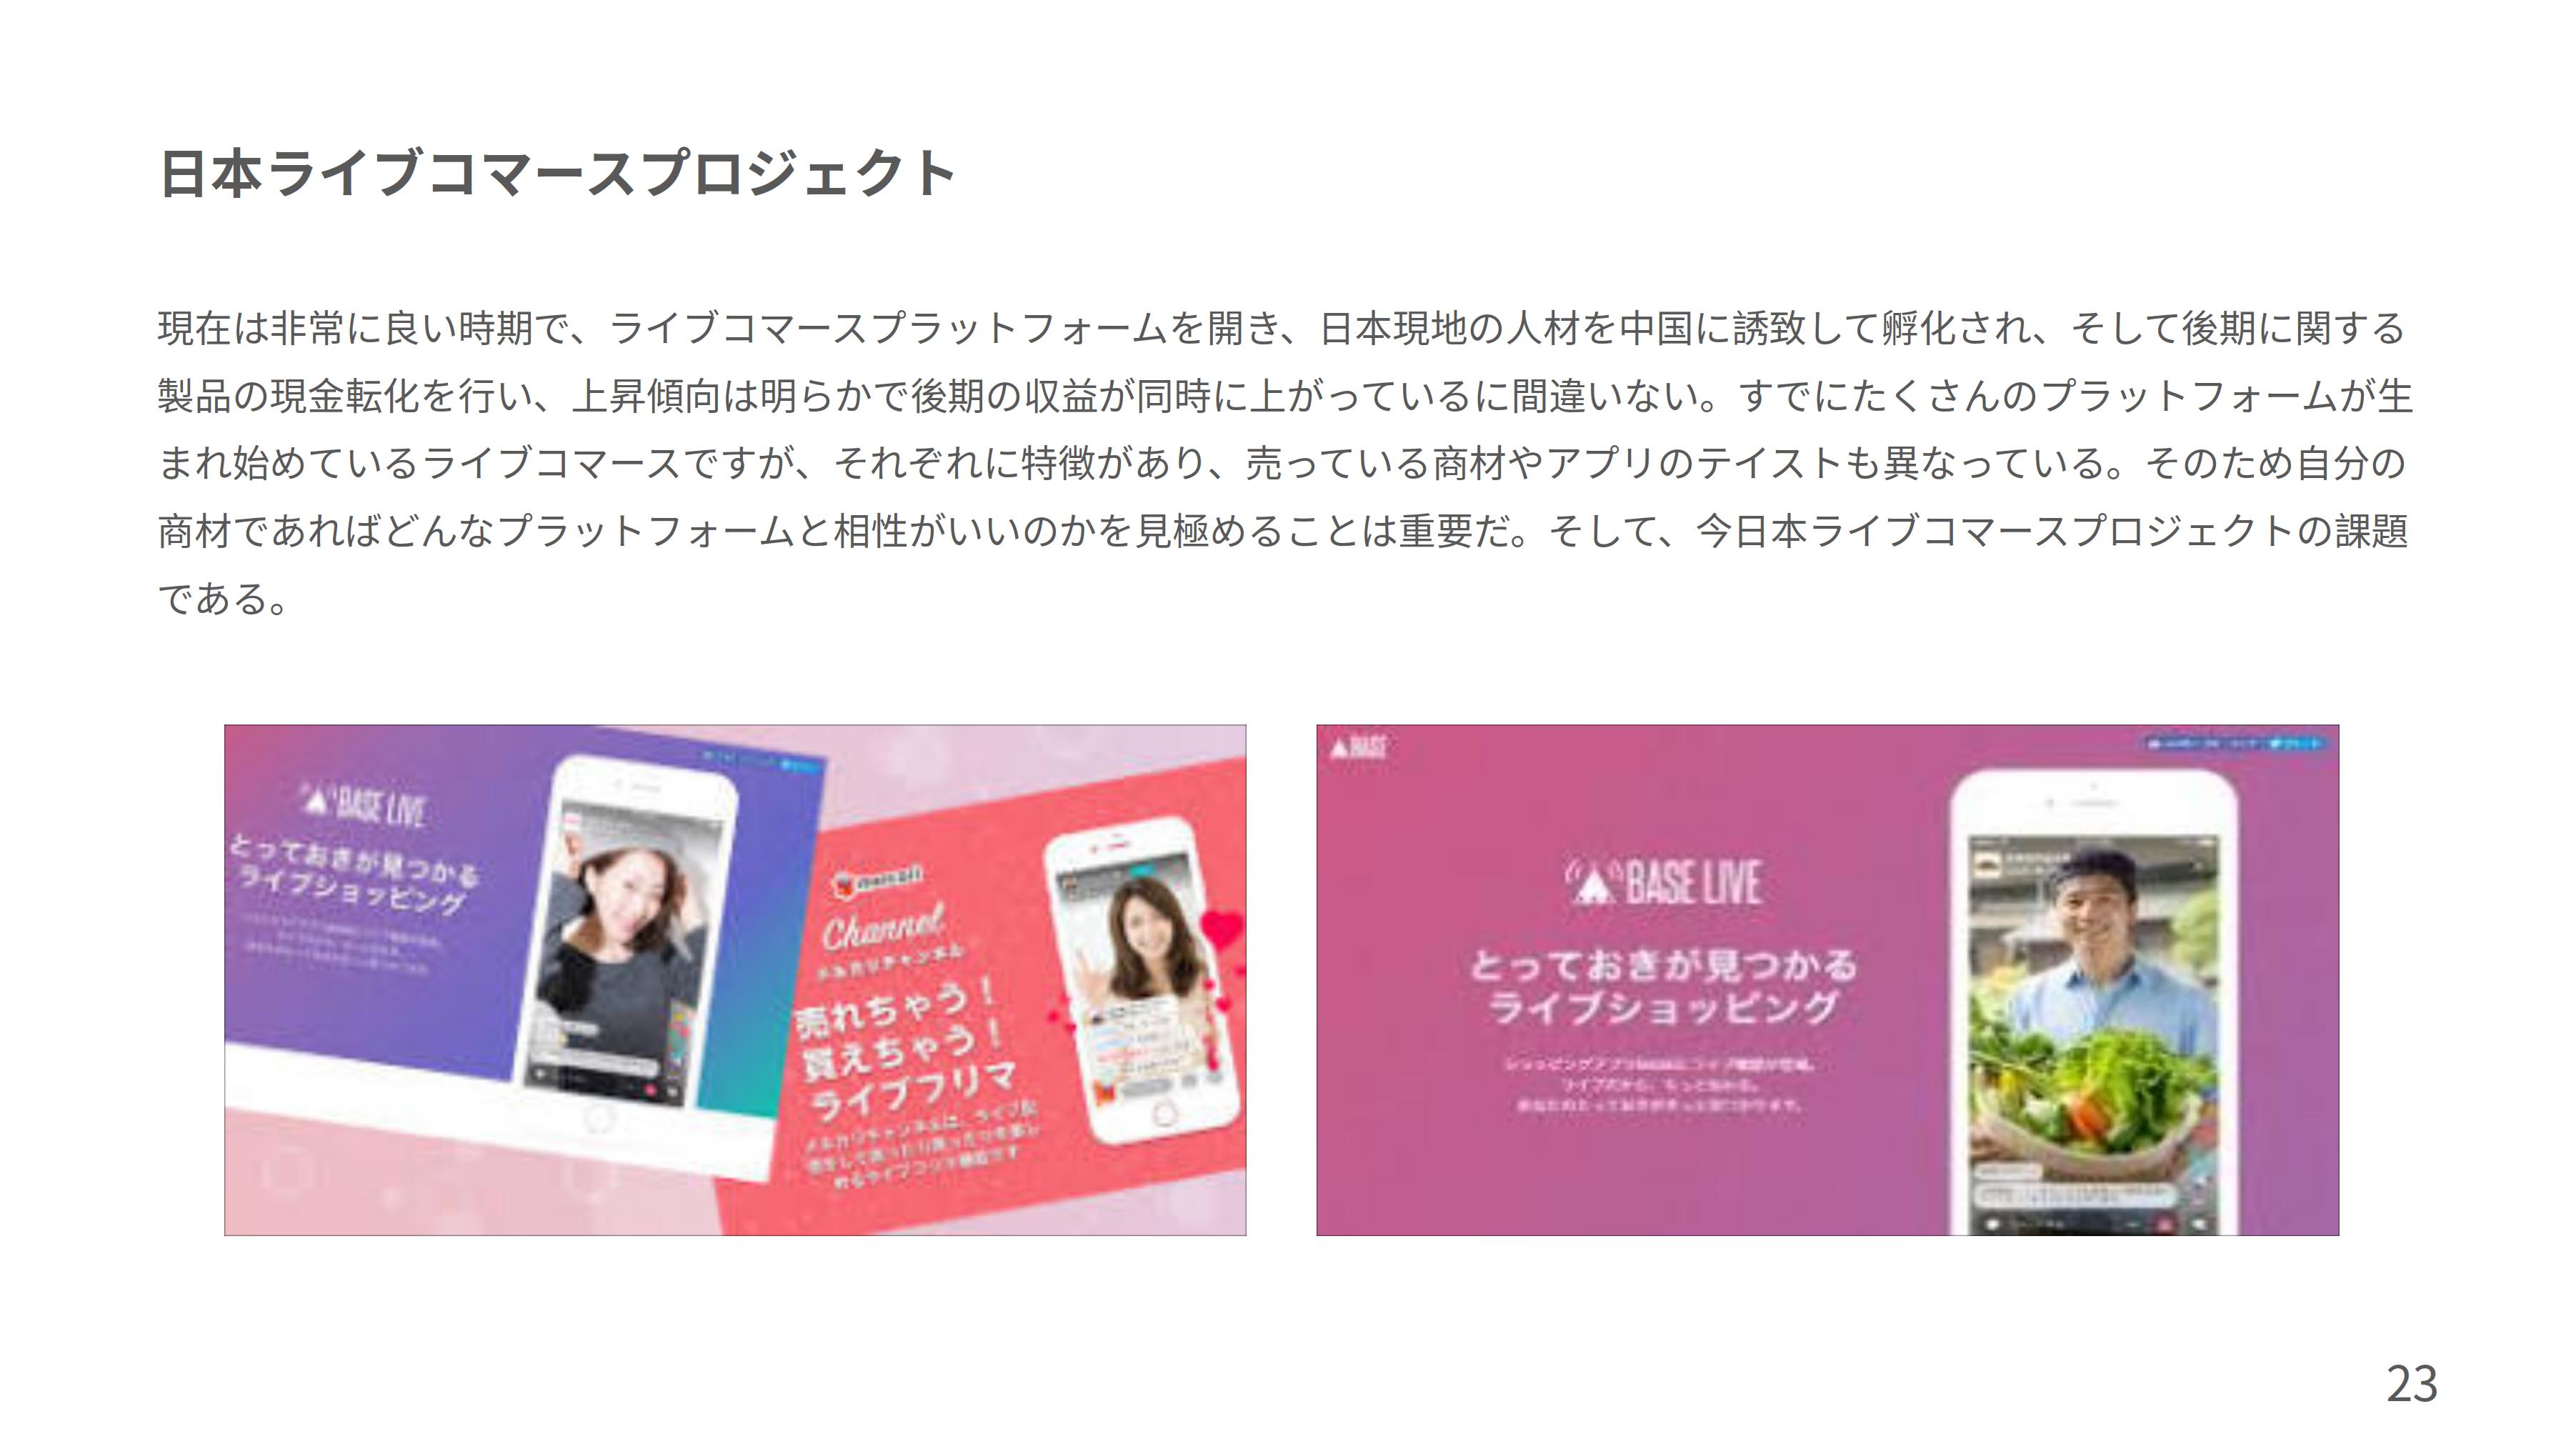 日本ライブコマースプロジェクト
現在は非常に良い時期で、ライブコマースプラットフォームを開き、日本現地の人材を中国に誘致して孵化され、そして後期に関する
製品の現金転化を行い、上昇傾向は明らかで後期の収益が同時に上がっているに間違いない。すでにたくさんのプラットフォームが生
まれ始めているライブコマースですが、それぞれに特徴があり、売っている商材やアプリのテイストも異なっている。そのため自分の
商材であればどんなプラットフォームと相性がいいのかを見極めることは重要だ。そして、今日本ライブコマースプロジェクトの課題
である。
BASE LIVE
とっておきが見つかる
ライブショッピング
mercari
Channel
メルカリチャンネル
売れちゃう！
買えちゃう！
ライブフリマ
BASE
BASE LIVE
とっておきが見つかる
ライブショッピング
23